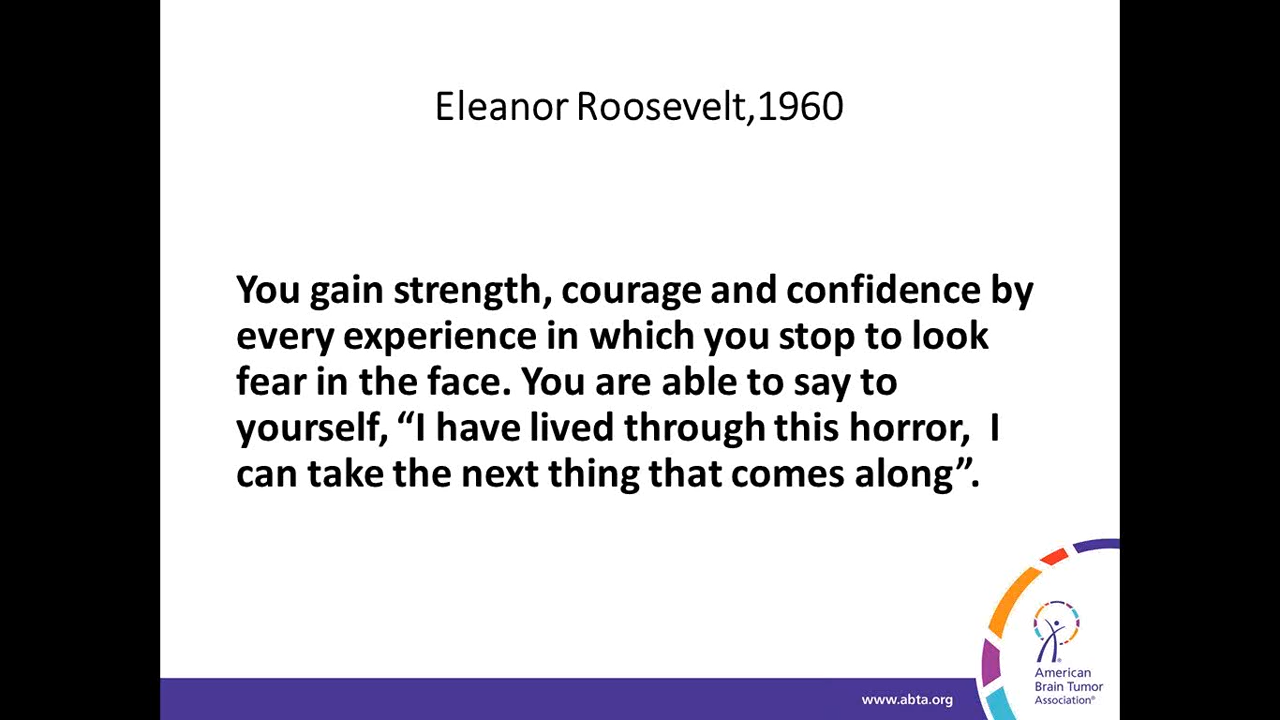 Eleanor Roosevelt,1960
You gain strength, courage and confidence by
every experience in which you stop to look
fear in the face. You are able to say to
yourself, “I have lived through this horror,  I
can take the next thing that comes along”.
www.abta.org
American
Brain Tumor
Association®